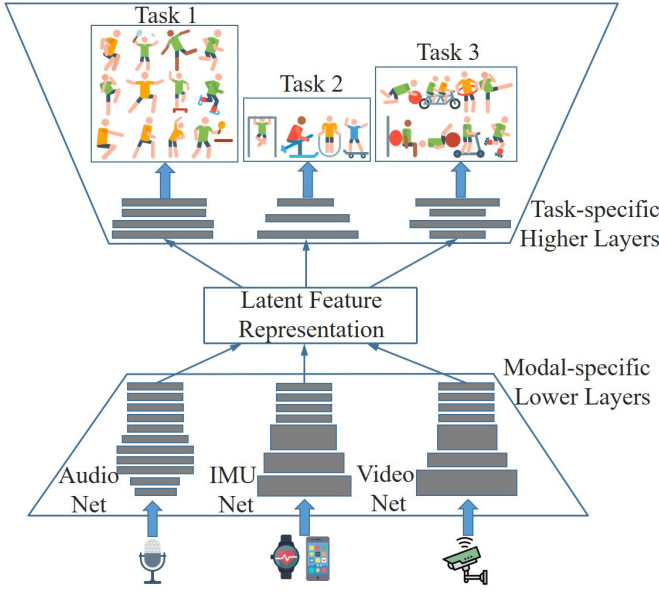 Task 1
Task 2
Task 3
Task-specific
Higher Layers
Latent Feature
Representation
Modal-specific
Lower Layers
Audio
Net
IMU
Net
Video
Net